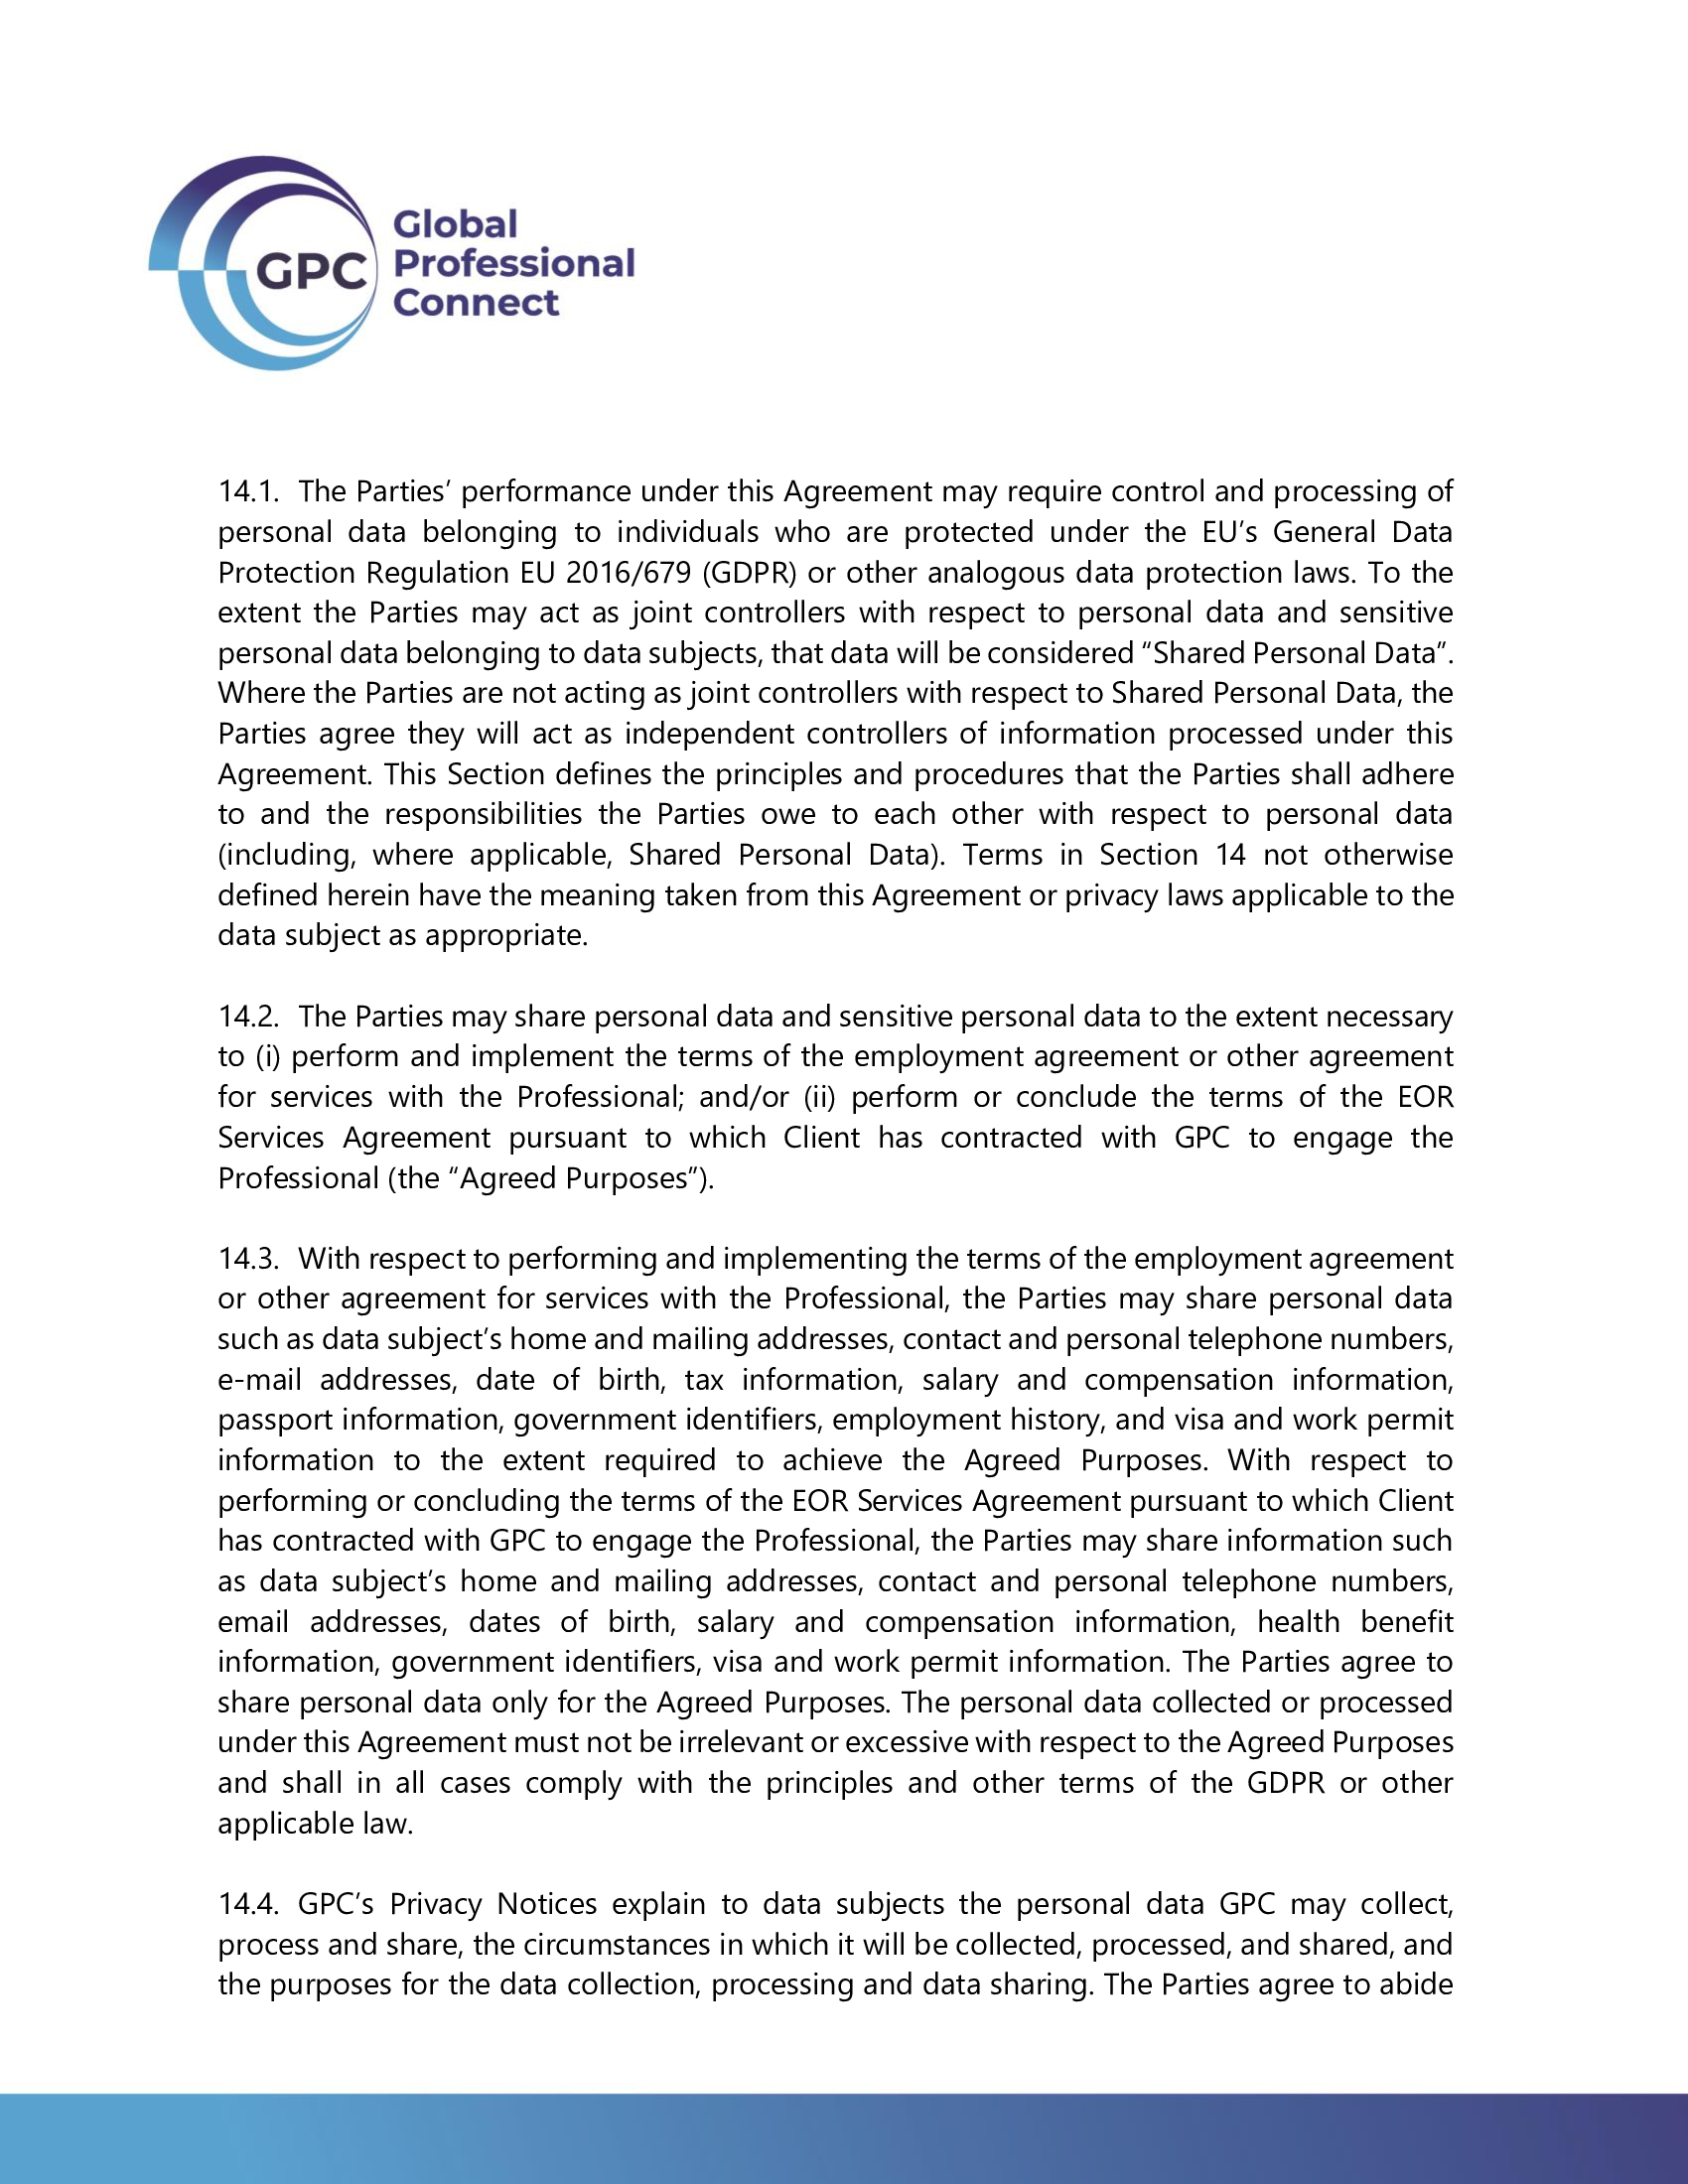 GPC
Global
Professional
Connect
14.1. The Parties’ performance under this Agreement may require control and processing of
personal data belonging to individuals who are protected under the EU’s General Data
Protection Regulation EU 2016/679 (GDPR) or other analogous data protection laws. To the
extent the Parties may act as joint controllers with respect to personal data and sensitive
personal data belonging to data subjects, that data will be considered “Shared Personal Data”.
Where the Parties are not acting as joint controllers with respect to Shared Personal Data, the
Parties agree they will act as independent controllers of information processed under this
Agreement. This Section defines the principles and procedures that the Parties shall adhere
to and the responsibilities the Parties owe to each other with respect to personal data
(including, where applicable, Shared Personal Data). Terms in Section 14 not otherwise
defined herein have the meaning taken from this Agreement or privacy laws applicable to the
data subject as appropriate.
14.2. The Parties may share personal data and sensitive personal data to the extent necessary
to (i) perform and implement the terms of the employment agreement or other agreement
for services with the Professional; and/or (ii) perform or conclude the terms of the EOR
Services Agreement pursuant to which Client has contracted with GPC to engage the
Professional (the “Agreed Purposes”).
14.3. With respect to performing and implementing the terms of the employment agreement
or other agreement for services with the Professional, the Parties may share personal data
such as data subject’s home and mailing addresses, contact and personal telephone numbers,
e-mail addresses, date of birth, tax information, salary and compensation information,
passport information, government identifiers, employment history, and visa and work permit
information to the extent required to achieve the Agreed Purposes. With respect to
performing or concluding the terms of the EOR Services Agreement pursuant to which Client
has contracted with GPC to engage the Professional, the Parties may share information such
as data subject’s home and mailing addresses, contact and personal telephone numbers,
email addresses, dates of birth, salary and compensation information, health benefit
information, government identifiers, visa and work permit information. The Parties agree to
share personal data only for the Agreed Purposes. The personal data collected or processed
under this Agreement must not be irrelevant or excessive with respect to the Agreed Purposes
and shall in all cases comply with the principles and other terms of the GDPR or other
applicable law.
14.4. GPC’s Privacy Notices explain to data subjects the personal data GPC may collect,
process and share, the circumstances in which it will be collected, processed, and shared, and
the purposes for the data collection, processing and data sharing. The Parties agree to abide